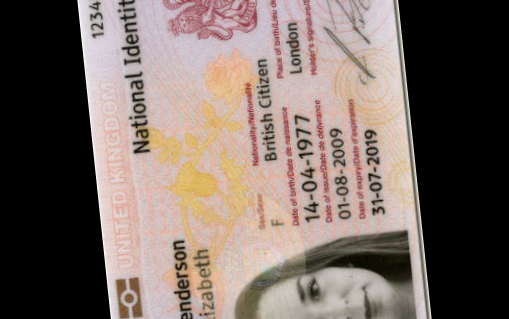 UNITED KINGDOM
1234
National Identit
enderson
izabeth
Sex/Sexe
F
Nationality/Nationalité
British Citizen
Date of birth/Date de naissance
14-04-1977
Place of birth/Lieu de
London
Date of issue/Date de délivrance
01-08-2009
Holder's signature/
Date of expiry/Date d'expiration
31-07-2019